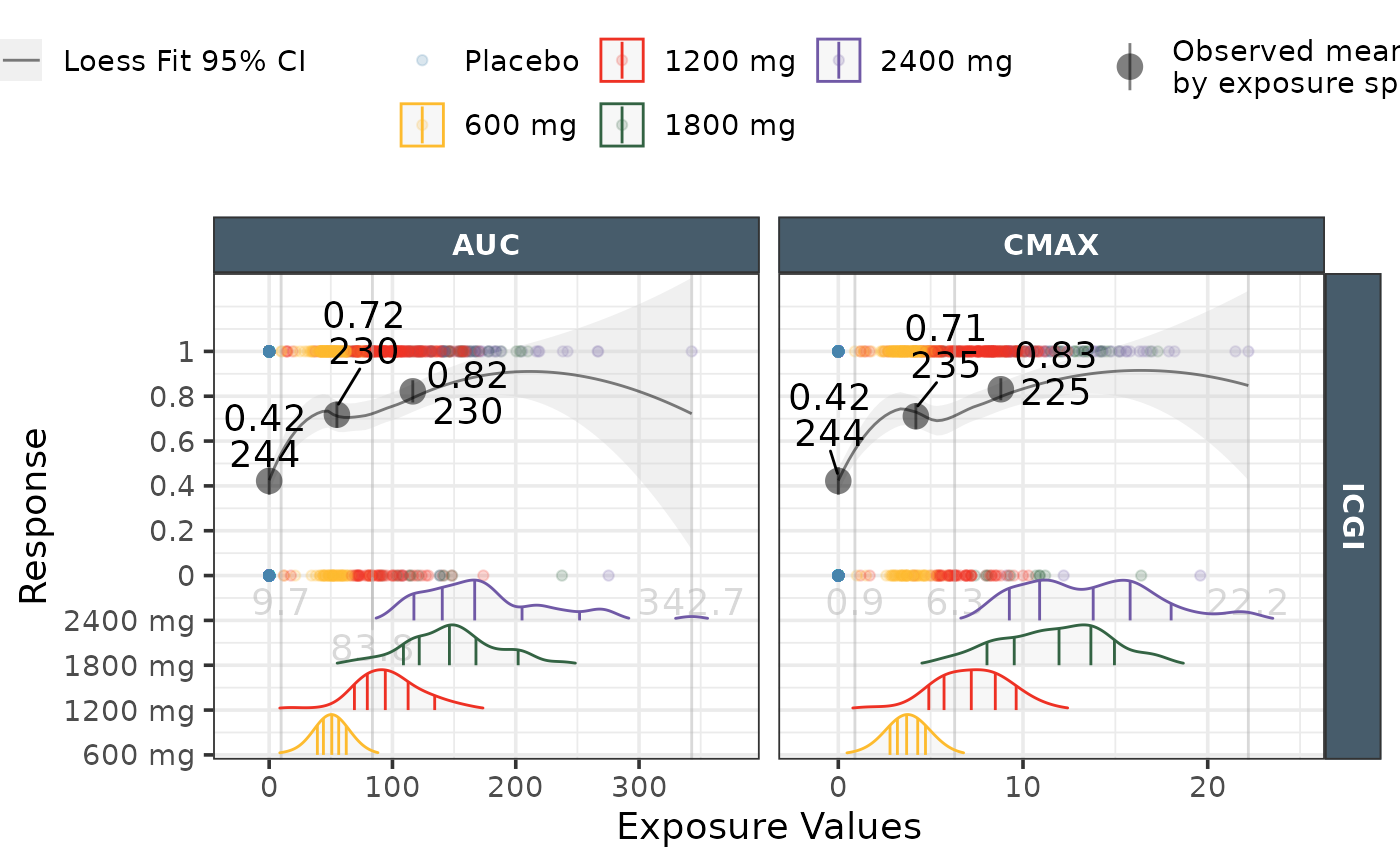 Loess Fit 95% CI
Placebo
1200 mg
2400 mg
600 mg
1800 mg
Observed mear
by exposure sp
AUC
CMAX
ICGI
Response
1
0.8
0.6
0.4
0.2
0
2400 mg
1800 mg
1200 mg
600 mg
0.42
244
0.72
230
0.82
230
9.7
83.8
342.7
0.42
244
0.71
235
0.83
225
0.9
6.3
22.2
0
100
200
300
0
10
20
Exposure Values